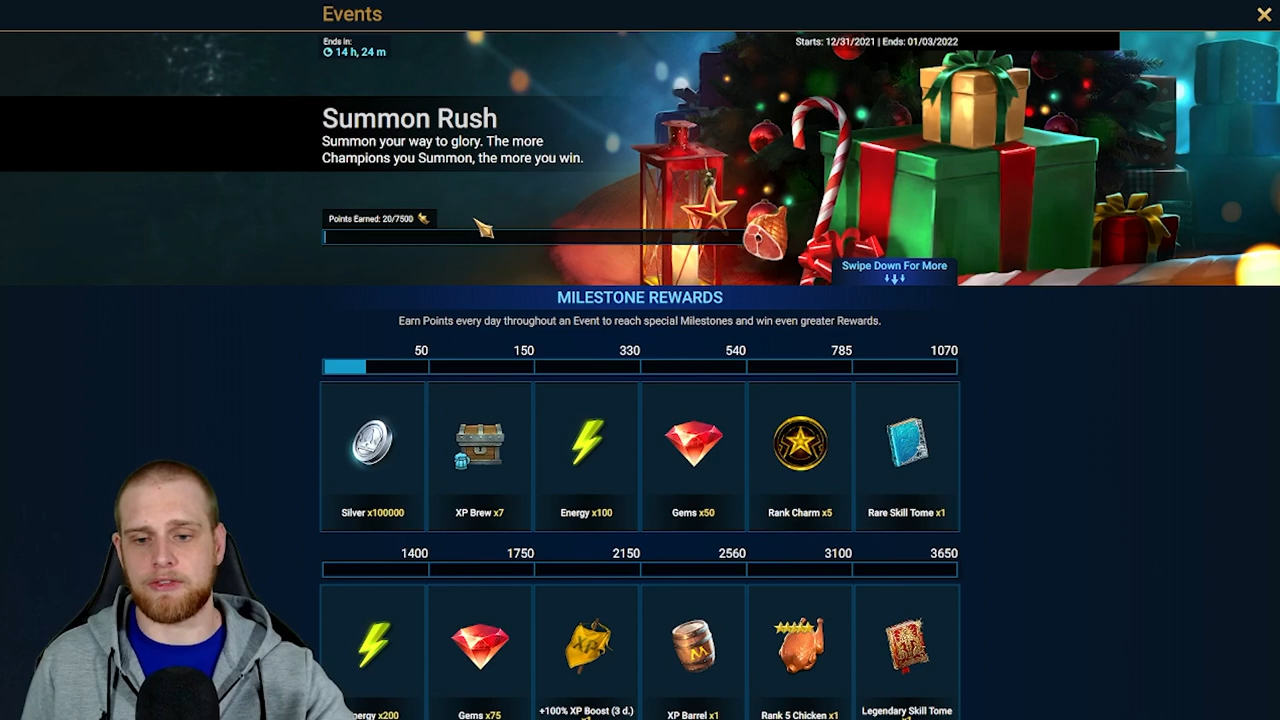 Events
Ends in:
14 h, 24 m
Starts: 12/31/2021 | Ends: 01/03/2022
Summon Rush
Summon your way to glory. The more
Champions you Summon, the more you win.
Points Earned: 20/7500
Swipe Down For More
MILESTONE REWARDS
Earn Points every day throughout an Event to reach special Milestones and win even greater Rewards.
50 150 330 540 785 1070
Silver x100000 XP Brew x7 Energy x100 Gems x50 Rank Charm x5 Rare Skill Tome x1
1400 1750 2150 2560 3100 3650
XP
x200 Gems x75 +100% XP Boost (3 d.) XP Barrel x1 Rank 5 Chicken x1 Legendary Skill Tome